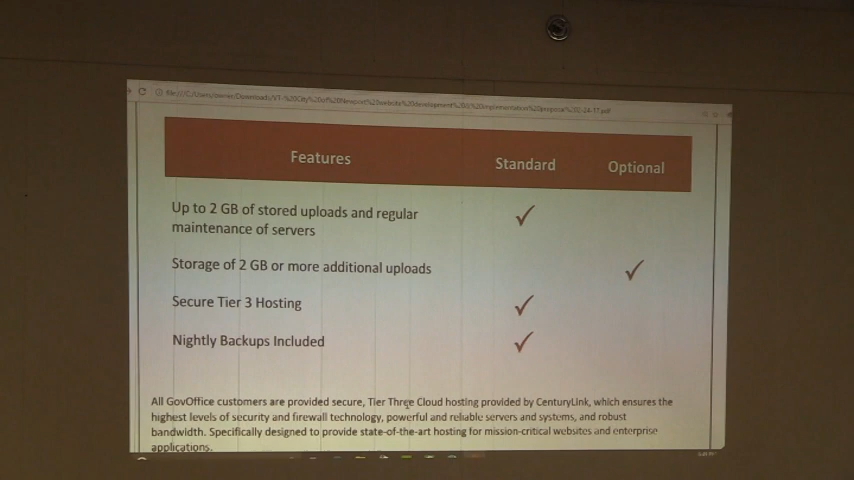 Features Standard Optional
Up to 2 GB of stored uploads and regular
maintenance of servers
✓
Storage of 2 GB or more additional uploads
✓
Secure Tier 3 Hosting
✓
Nightly Backups Included
✓
All GovOffice customers are provided secure, Tier Three Cloud hosting provided by CenturyLink, which ensures the
highest levels of security and firewall technology, powerful and reliable servers and systems, and robust
bandwidth. Specifically designed to provide state-of-the-art hosting for mission-critical websites and enterprise
applications.